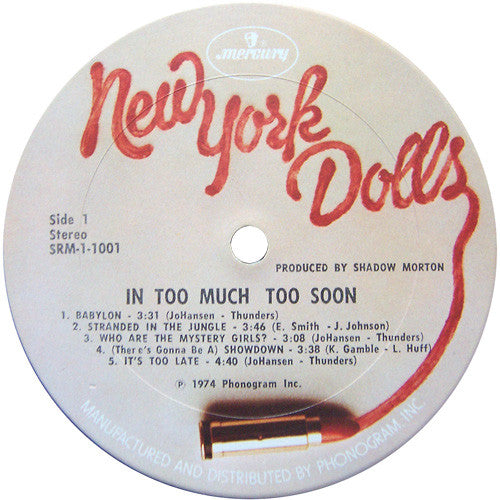 mercury
New York
Dolls
Side 1
Stereo
SRM-1-1001
PRODUCED BY SHADOW MORTON
IN TOO MUCH TOO SOON
1. BABYLON - 3:31 (JoHansen - Thunders)
2. STRANDED IN THE JUNGLE - 3:46 (E. Smith - J. Johnson)
3. WHO ARE THE MYSTERY GIRLS? - 3:08 (JoHansen - Thunders)
4. (There's Gonna Be A) SHOWDOWN - 3:38 (K. Gamble - L. Huff)
5. IT'S TOO LATE - 4:40 (JoHansen - Thunders)
℗ 1974 Phonogram Inc.
MANUFACTURED AND DISTRIBUTED BY PHONOGRAM, INC.